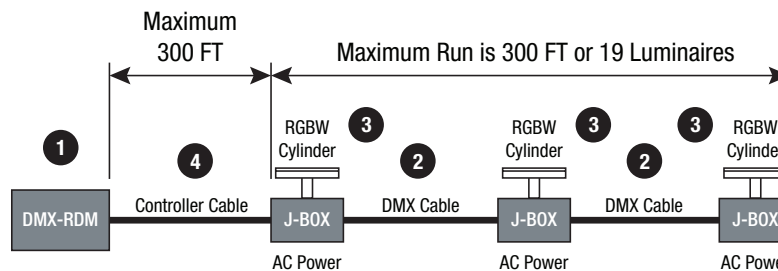 Maximum
300 FT
Maximum Run is 300 FT or 19 Luminaires
1
4
RGBW
Cylinder
3
2
RGBW
Cylinder
3
2
3
RGBW
Cylinde
DMX-RDM
Controller Cable
J-BOX
DMX Cable
J-BOX
DMX Cable
J-BOX
AC Power
AC Power
AC Powe